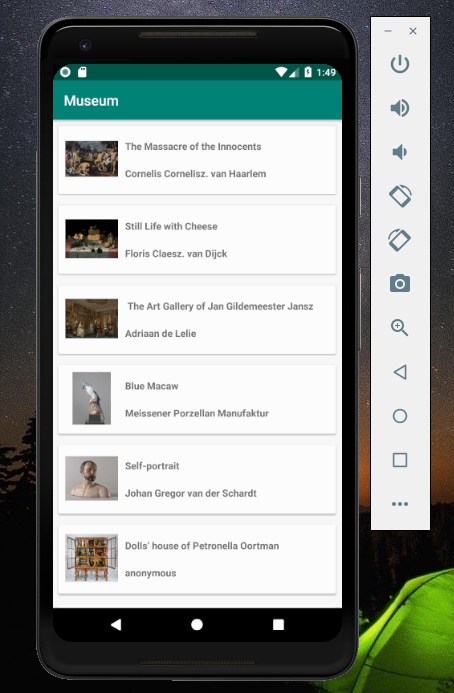 1:49
Museum
The Massacre of the Innocents
Cornelis Cornelisz. van Haarlem
Still Life with Cheese
Floris Claesz. van Dijck
The Art Gallery of Jan Gildemeester Jansz
Adriaan de Lelie
Blue Macaw
Meissener Porzellan Manufaktur
Self-portrait
Johan Gregor van der Schardt
Dolls' house of Petronella Oortman
anonymous